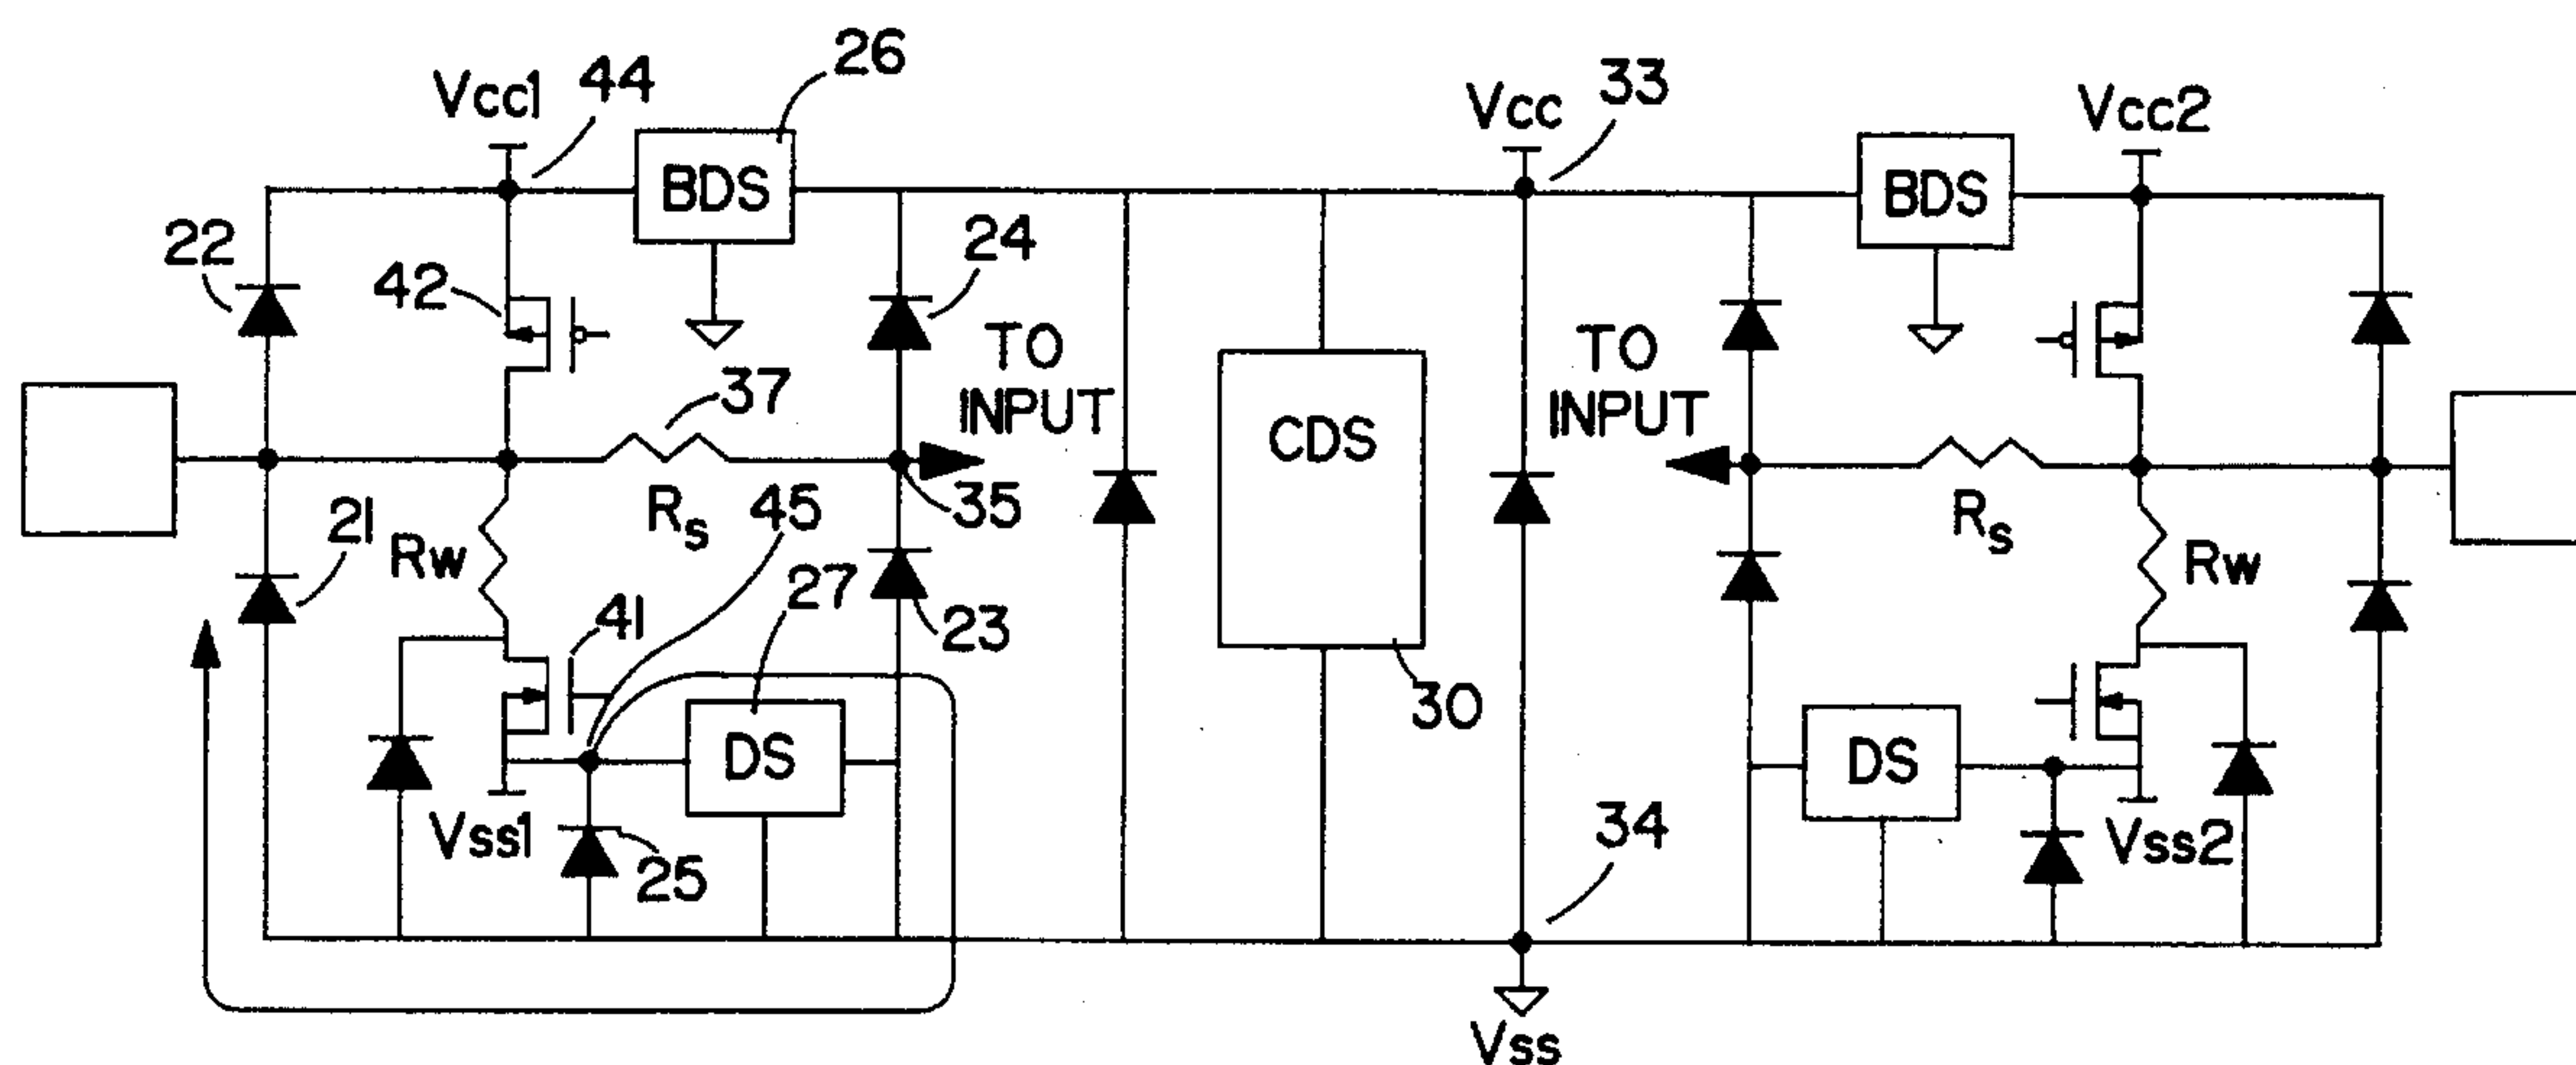 Vcc1
44
26
BDS
22
42
24
TO
INPUT
37
Rs
35
45
21
Rw
41
27
23
DS
Vss1
25
Vcc
33
CDS
30
34
Vss
TO
INPUT
BDS
Vcc2
Rs
Rw
DS
Vss2